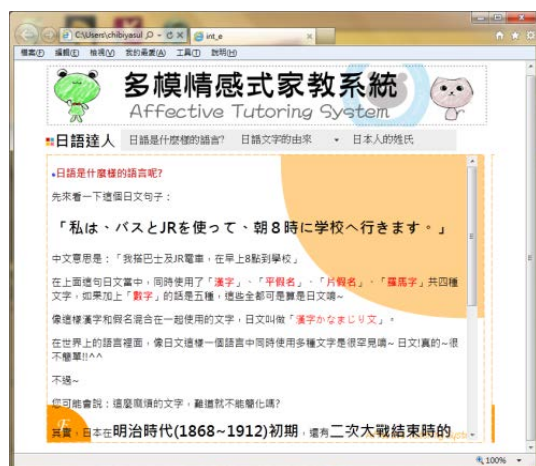 C:\Users\chibiyasul
int_e
檔案(F) 編輯(E) 檢視(V) 我的最愛(A) 工具(T) 說明(H)
多模情感式家教系統
Affective Tutoring System
日語達人 日語是什麼樣的語言? 日語文字的由來 日本人的姓氏
日語是什麼樣的語言呢?
先來看一下這個日文句子：
「私は、バスとJRを使って、朝８時に学校へ行きます。」
中文意思是：「我搭巴士及JR電車，在早上8點到學校」
在上面這句日文當中，同時使用了「漢字」、「平假名」、「片假名」、「羅馬字」共四種
文字，如果加上「數字」的話是五種，這些全都可是算是日文唷~
像這樣漢字和假名混合在一起使用的文字，日文叫做「漢字かなまじり文」。
在世界上的語言裡面，像日文這樣一個語言中同時使用多種文字是很罕見唷~ 日文!真的~很
不簡單!!^^
不過~
您可能會說：這麼麻煩的文字，難道就不能簡化嗎?
其實，日本在明治時代(1868~1912)初期，還有二次大戰結束時的
100%